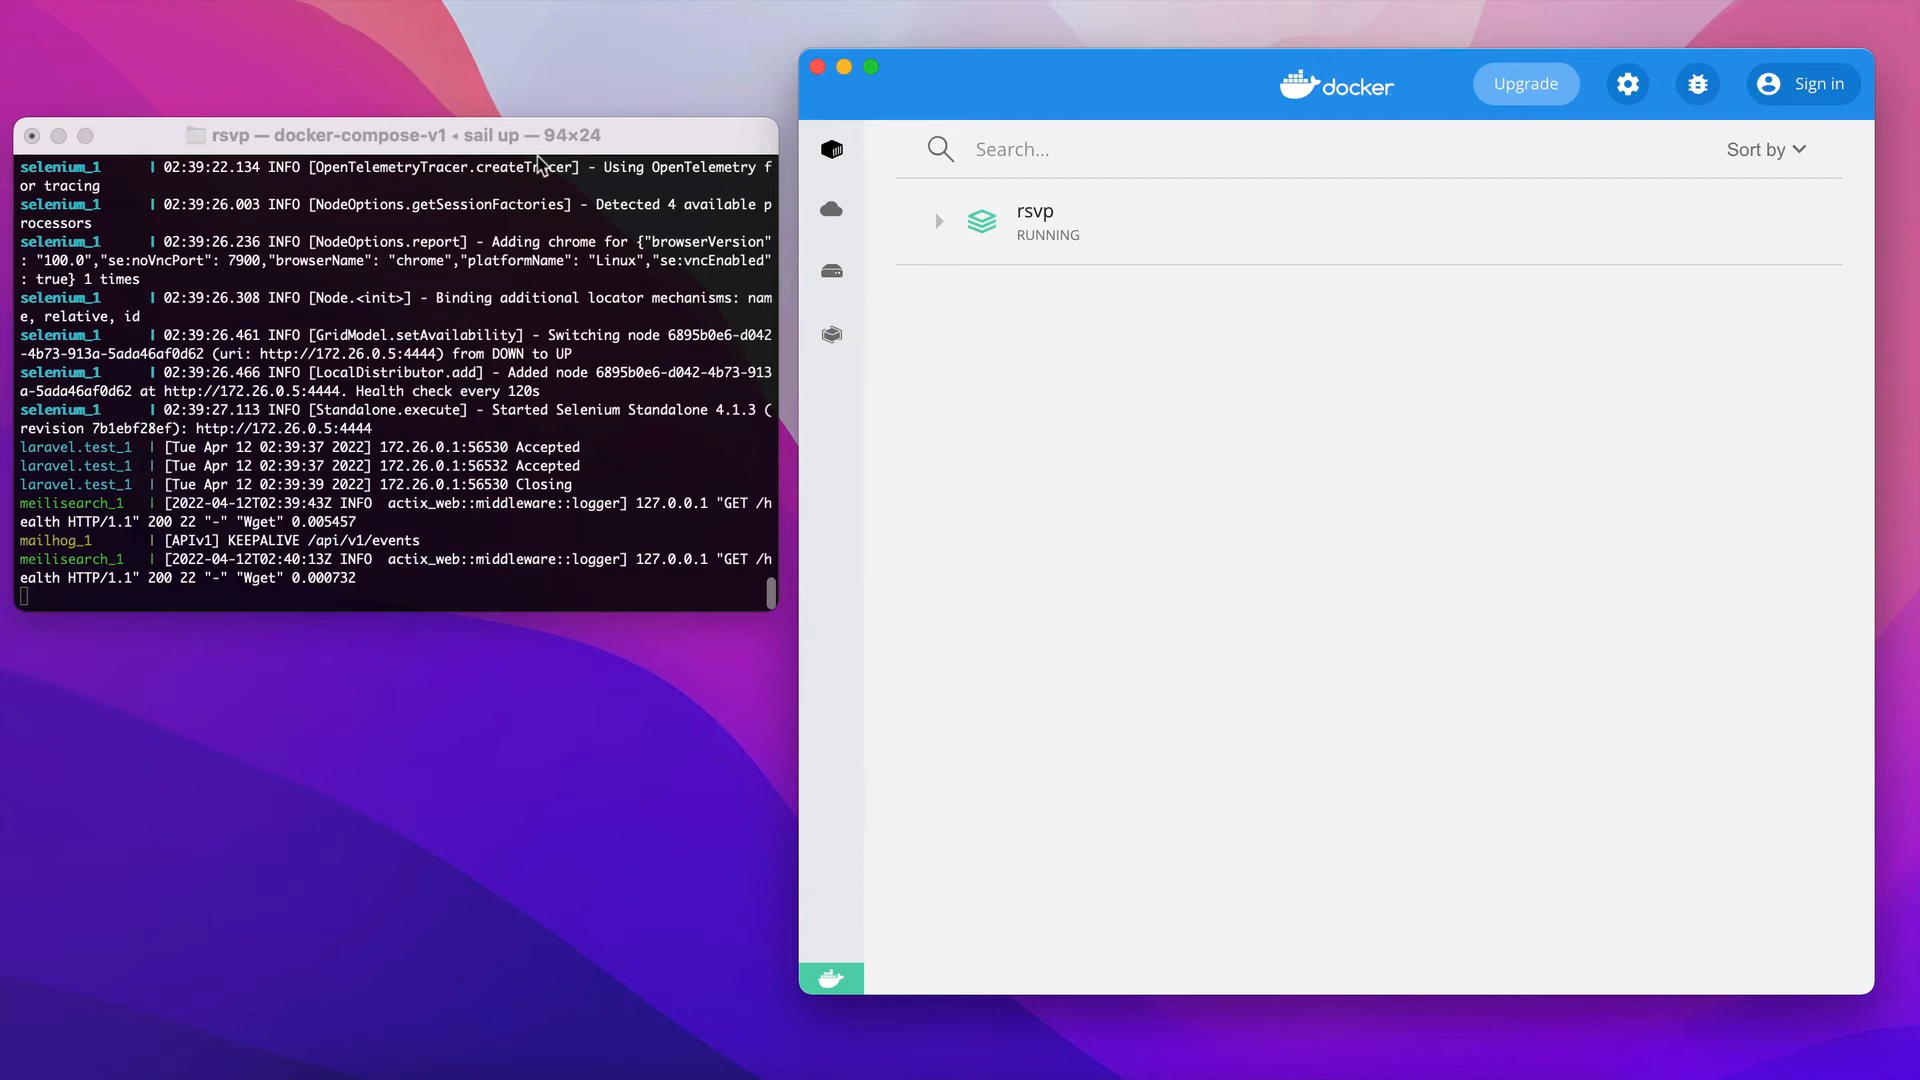 rsvp — docker-compose-v1 ◂ sail up — 94×24
selenium_1      | 02:39:22.134 INFO [OpenTelemetryTracer.createTracer] - Using OpenTelemetry f
or tracing
selenium_1      | 02:39:26.003 INFO [NodeOptions.getSessionFactories] - Detected 4 available p
rocessors
selenium_1      | 02:39:26.236 INFO [NodeOptions.report] - Adding chrome for {"browserVersion"
: "100.0","se:noVncPort": 7900,"browserName": "chrome","platformName": "Linux","se:vncEnabled"
: true} 1 times
selenium_1      | 02:39:26.308 INFO [Node.<init>] - Binding additional locator mechanisms: nam
e, relative, id
selenium_1      | 02:39:26.461 INFO [GridModel.setAvailability] - Switching node 6895b0e6-d042
-4b73-913a-5ada46af0d62 (uri: http://172.26.0.5:4444) from DOWN to UP
selenium_1      | 02:39:26.466 INFO [LocalDistributor.add] - Added node 6895b0e6-d042-4b73-913
a-5ada46af0d62 at http://172.26.0.5:4444. Health check every 120s
selenium_1      | 02:39:27.113 INFO [Standalone.execute] - Started Selenium Standalone 4.1.3 (
revision 7b1ebf28ef): http://172.26.0.5:4444
laravel.test_1  | [Tue Apr 12 02:39:37 2022] 172.26.0.1:56530 Accepted
laravel.test_1  | [Tue Apr 12 02:39:37 2022] 172.26.0.1:56532 Accepted
laravel.test_1  | [Tue Apr 12 02:39:39 2022] 172.26.0.1:56530 Closing
meilisearch_1   | [2022-04-12T02:39:43Z INFO  actix_web::middleware::logger] 127.0.0.1 "GET /h
ealth HTTP/1.1" 200 22 "-" "Wget" 0.005457
mailhog_1       | [APIv1] KEEPALIVE /api/v1/events
meilisearch_1   | [2022-04-12T02:40:13Z INFO  actix_web::middleware::logger] 127.0.0.1 "GET /h
ealth HTTP/1.1" 200 22 "-" "Wget" 0.000732
docker
Upgrade
Sign in
Search...
Sort by
rsvp
RUNNING